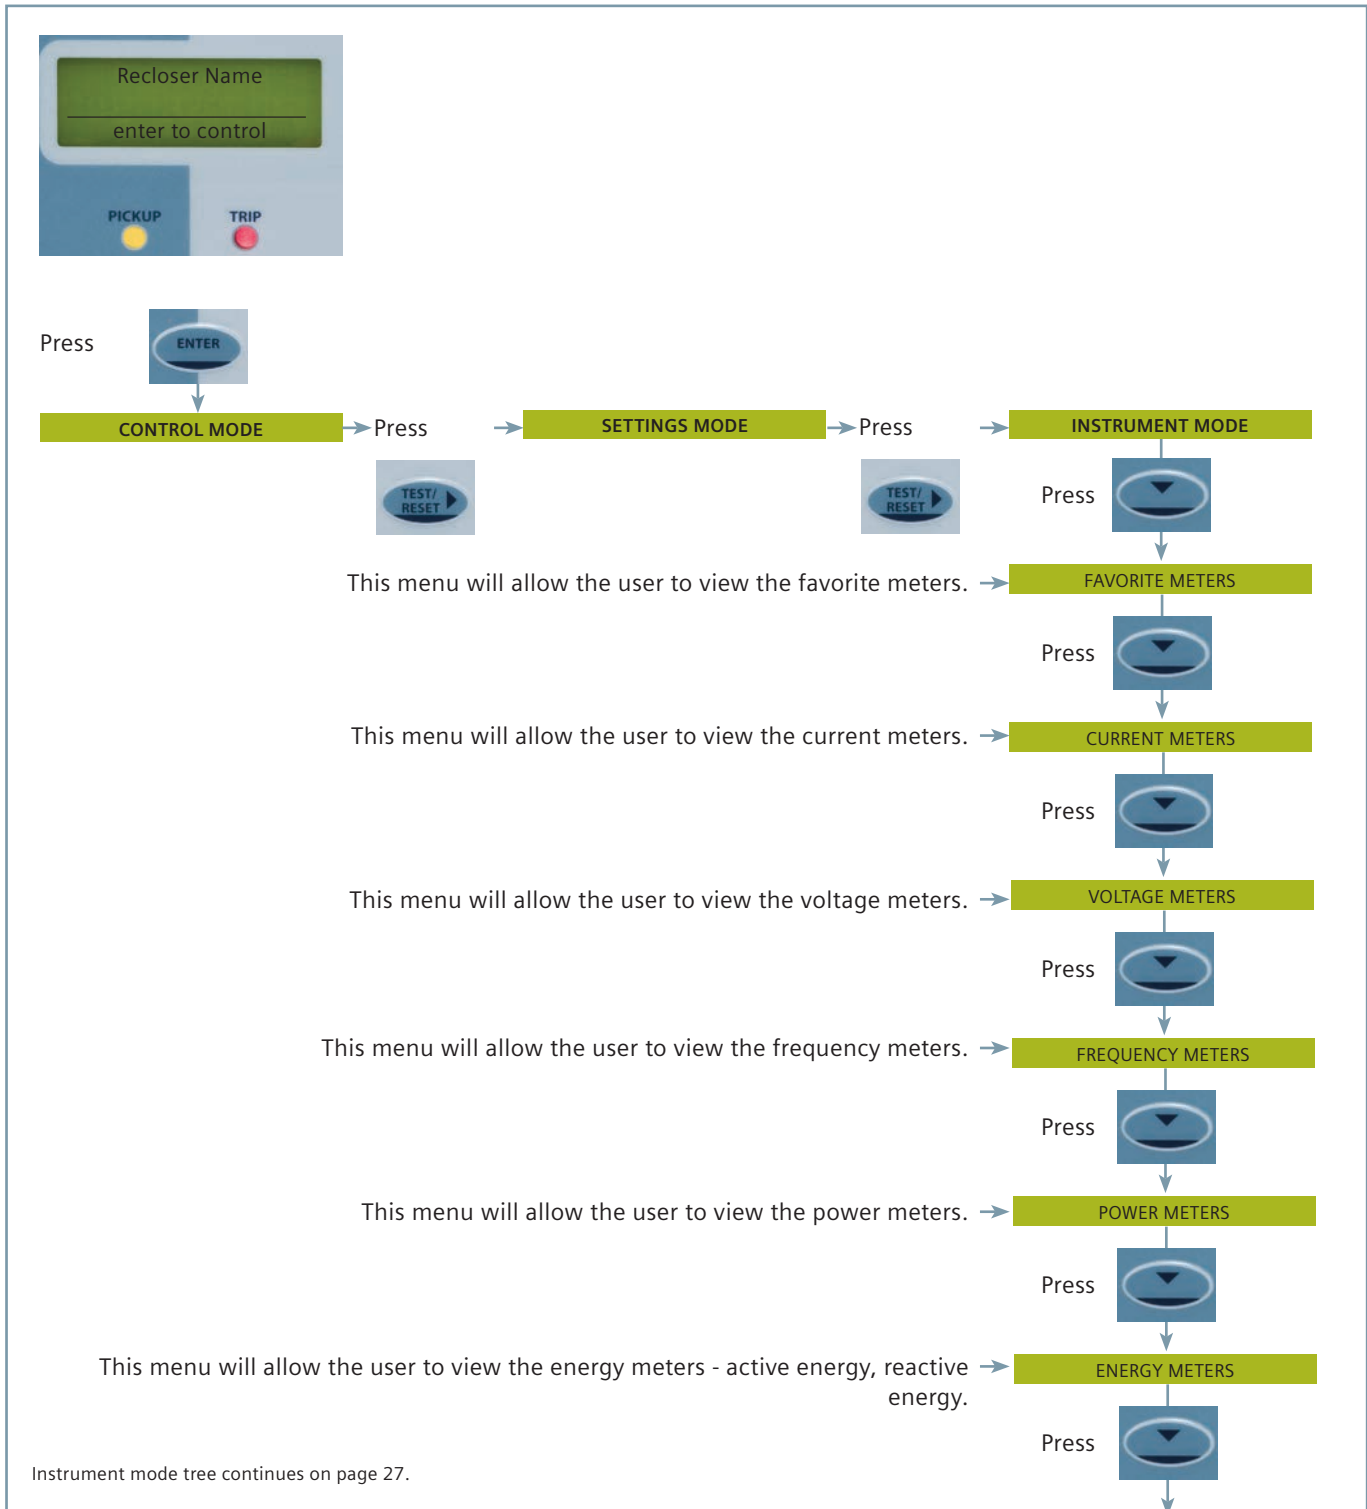 Recloser Name
enter to control
PICKUP TRIP
Press ENTER
CONTROL MODE Press SETTINGS MODE Press INSTRUMENT MODE
TEST/
RESET
TEST/
RESET
Press
This menu will allow the user to view the favorite meters. FAVORITE METERS
Press
This menu will allow the user to view the current meters. CURRENT METERS
Press
This menu will allow the user to view the voltage meters. VOLTAGE METERS
Press
This menu will allow the user to view the frequency meters. FREQUENCY METERS
Press
This menu will allow the user to view the power meters. POWER METERS
Press
This menu will allow the user to view the energy meters - active energy, reactive ENERGY METERS
energy.
Press
Instrument mode tree continues on page 27.